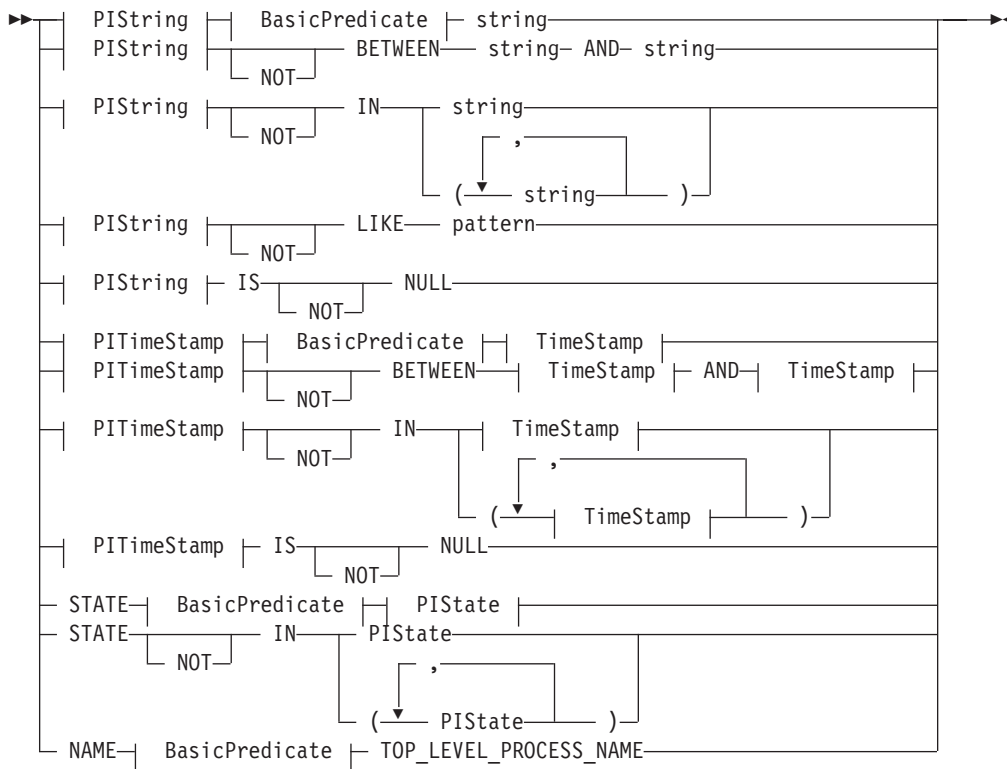 PIString BasicPredicate string
PIString NOT BETWEEN string AND string
PIString NOT IN string
,
( string )
PIString NOT LIKE pattern
PIString IS NOT NULL
PITimeStamp BasicPredicate TimeStamp
PITimeStamp NOT BETWEEN TimeStamp AND TimeStamp
PITimeStamp NOT IN TimeStamp
,
( TimeStamp )
PITimeStamp IS NOT NULL
STATE BasicPredicate PIState
STATE NOT IN PIState
,
( PIState )
NAME BasicPredicate TOP_LEVEL_PROCESS_NAME